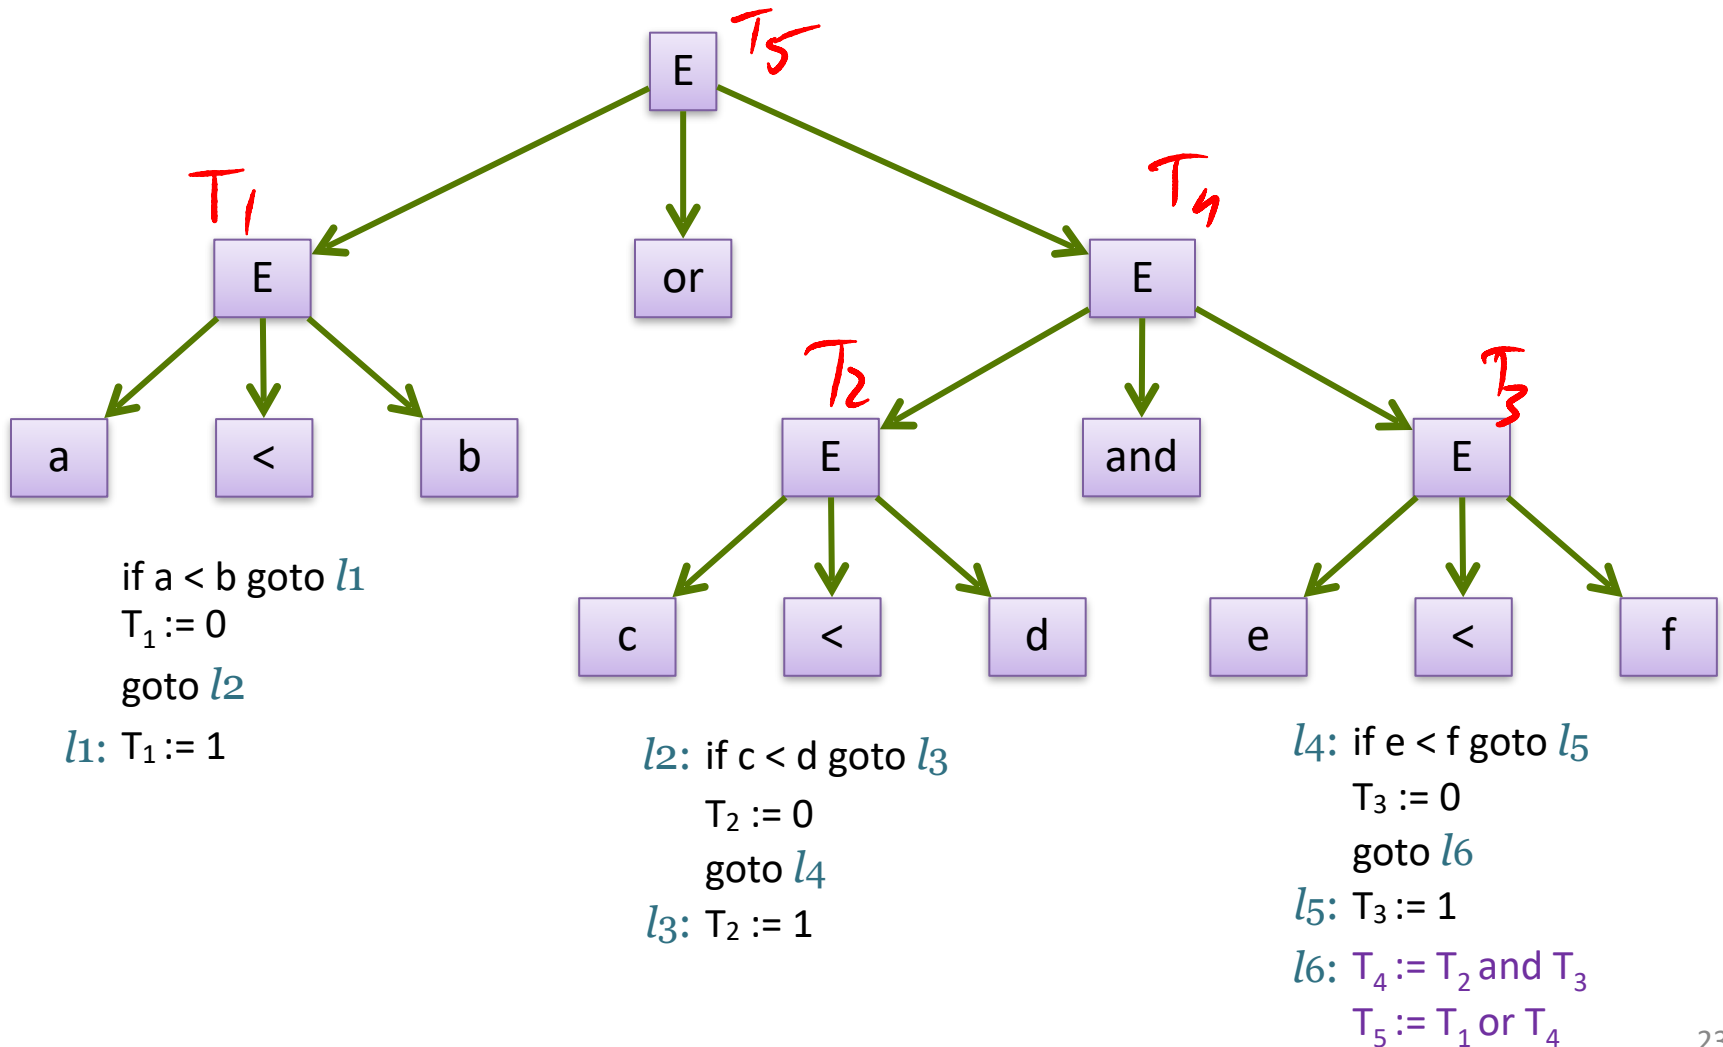 E T5
T1 T4
E or E
T2 T3
a < b E and E
c < d e < f
if a < b goto l1
T1 := 0
goto l2
l1: T1 := 1
l2: if c < d goto l3
T2 := 0
goto l4
l3: T2 := 1
l4: if e < f goto l5
T3 := 0
goto l6
l5: T3 := 1
l6: T4 := T2 and T3
T5 := T1 or T4
23